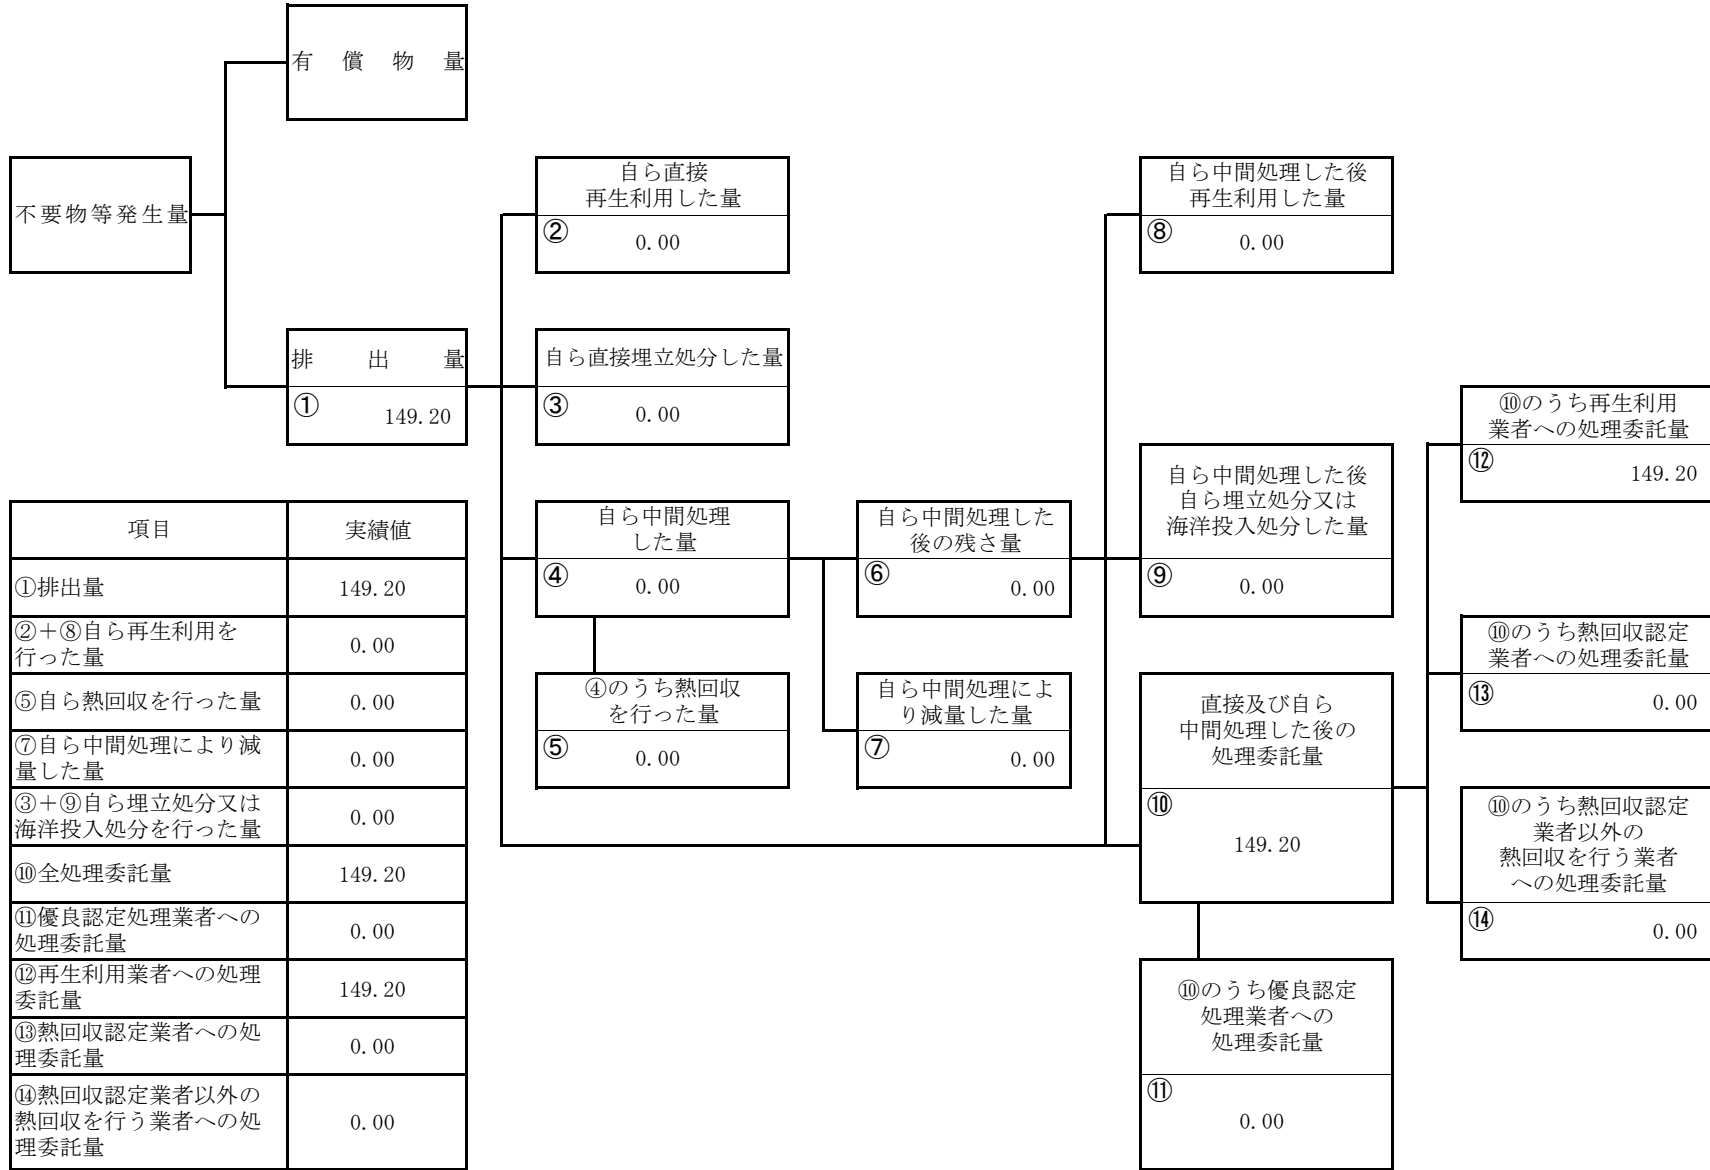 有償物量
不要物等発生量
排出量
①
149.20
自ら直接
再生利用した量
②
0.00
自ら直接埋立処分した量
③
0.00
自ら中間処理
した量
④
0.00
④のうち熱回収
を行った量
⑤
0.00
自ら中間処理した
後の残さ量
⑥
0.00
自ら中間処理によ
り減量した量
⑦
0.00
自ら中間処理した後
再生利用した量
⑧
0.00
自ら中間処理した後
自ら埋立処分又は
海洋投入処分した量
⑨
0.00
直接及び自ら
中間処理した後の
処理委託量
⑩
149.20
⑩のうち優良認定
処理業者への
処理委託量
⑪
0.00
⑩のうち再生利用
業者への処理委託量
⑫
149.20
⑩のうち熱回収認定
業者への処理委託量
⑬
0.00
⑩のうち熱回収認定
業者以外の
熱回収を行う業者
への処理委託量
⑭
0.00
項目 実績値
①排出量 149.20
②＋⑧自ら再生利用を
行った量 0.00
⑤自ら熱回収を行った量 0.00
⑦自ら中間処理により減
量した量 0.00
③＋⑨自ら埋立処分又は
海洋投入処分を行った量 0.00
⑩全処理委託量 149.20
⑪優良認定処理業者への
処理委託量 0.00
⑫再生利用業者への処理
委託量 149.20
⑬熱回収認定業者への処
理委託量 0.00
⑭熱回収認定業者以外の
熱回収を行う業者への処
理委託量 0.00